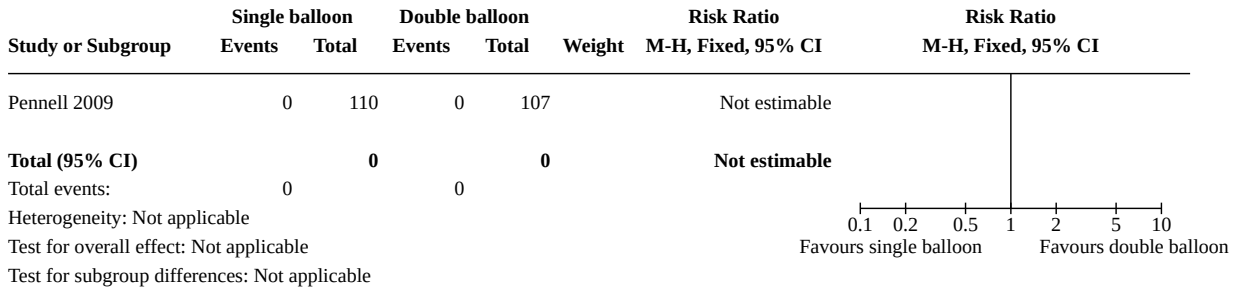 Single balloon Double balloon Risk Ratio Risk Ratio
Study or Subgroup Events Total Events Total Weight M-H, Fixed, 95% CI M-H, Fixed, 95% CI
Pennell 2009 0 110 0 107 Not estimable
Total (95% CI) 0 0 Not estimable
Total events: 0 0
Heterogeneity: Not applicable
0.1 0.2 0.5 1 2 5 10
Test for overall effect: Not applicable Favours single balloon Favours double balloon
Test for subgroup differences: Not applicable